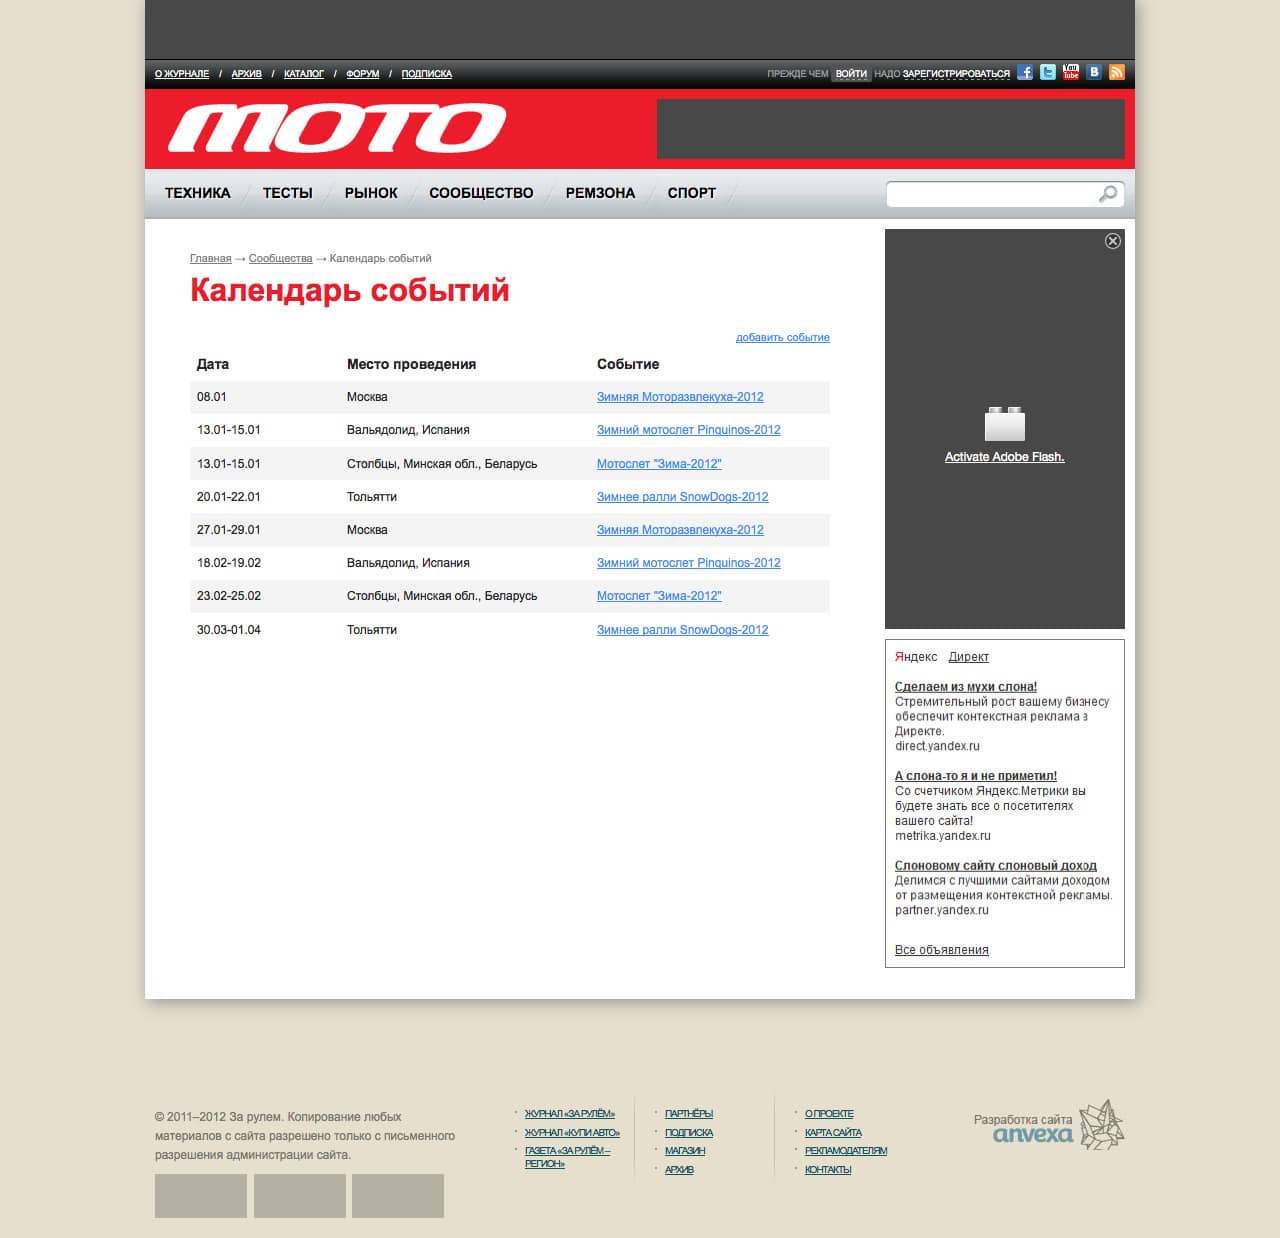 О ЖУРНАЛЕ / АРХИВ / КАТАЛОГ / ФОРУМ / ПОДПИСКА
ПРЕЖДЕ ЧЕМ ВОЙТИ НАДО ЗАРЕГИСТРИРОВАТЬСЯ
f t You Tube B
МОТО
ТЕХНИКА ТЕСТЫ РЫНОК СООБЩЕСТВО РЕМЗОНА СПОРТ
Главная → Сообщества → Календарь событий
Календарь событий
добавить событие
Дата Место проведения Событие
08.01 Москва Зимняя Моторазвлекуха-2012
13.01-15.01 Вальядолид, Испания Зимний мотослет Pinquinos-2012
13.01-15.01 Столбцы, Минская обл., Беларусь Мотослет "Зима-2012"
20.01-22.01 Тольятти Зимнее ралли SnowDogs-2012
27.01-29.01 Москва Зимняя Моторазвлекуха-2012
18.02-19.02 Вальядолид, Испания Зимний мотослет Pinquinos-2012
23.02-25.02 Столбцы, Минская обл., Беларусь Мотослет "Зима-2012"
30.03-01.04 Тольятти Зимнее ралли SnowDogs-2012
Activate Adobe Flash.
Яндекс Директ
Сделаем из мухи слона!
Стремительный рост вашему бизнесу
обеспечит контекстная реклама в
Директе.
direct.yandex.ru
А слона-то я и не приметил!
Со счетчиком Яндекс.Метрики вы
будете знать все о посетителях
вашего сайта!
metrika.yandex.ru
Слоновому сайту слоновый доход
Делимся с лучшими сайтами доходом
от размещения контекстной рекламы.
partner.yandex.ru
Все объявления
© 2011–2012 За рулем. Копирование любых
материалов с сайта разрешено только с письменного
разрешения администрации сайта.
ЖУРНАЛ «ЗА РУЛЁМ»
ЖУРНАЛ «КУПИ АВТО»
ГАЗЕТА «ЗА РУЛЁМ –
РЕГИОН»
ПАРТНЁРЫ
ПОДПИСКА
МАГАЗИН
АРХИВ
О ПРОЕКТЕ
КАРТА САЙТА
РЕКЛАМОДАТЕЛЯМ
КОНТАКТЫ
Разработка сайта
anvexa